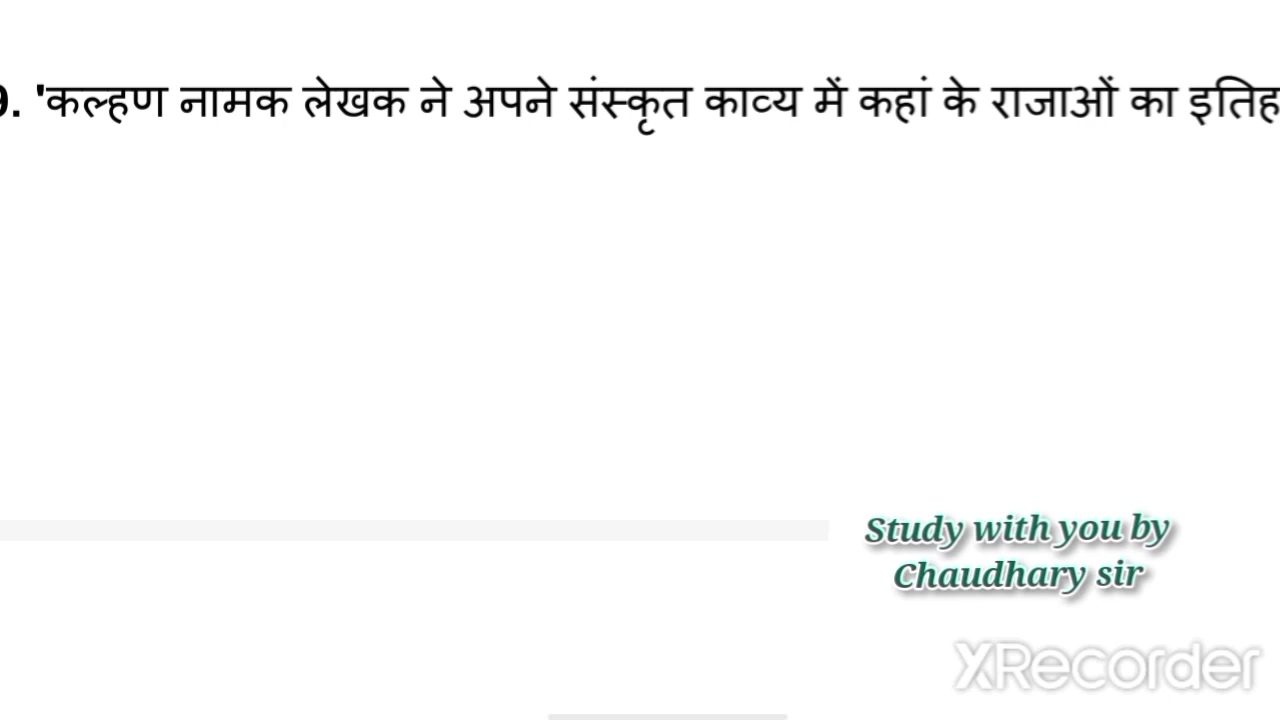 9. 'कल्हण नामक लेखक ने अपने संस्कृत काव्य में कहां के राजाओं का इतिह
Study with you by
Chaudhary sir
XRecorder